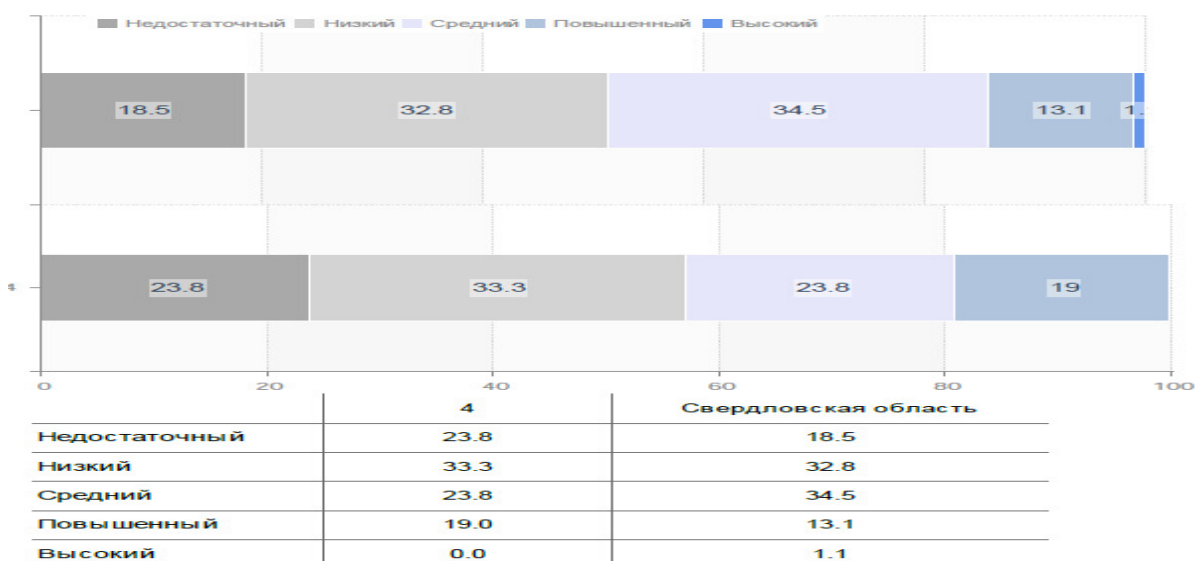 Недостаточный Низкий Средний Повышенный Высокий
18.5 32.8 34.5 13.1 1.
4 23.8 33.3 23.8 19
0 20 40 60 80 100
4 Свердловская область
Недостаточный 23.8 18.5
Низкий 33.3 32.8
Средний 23.8 34.5
Повышенный 19.0 13.1
Высокий 0.0 1.1